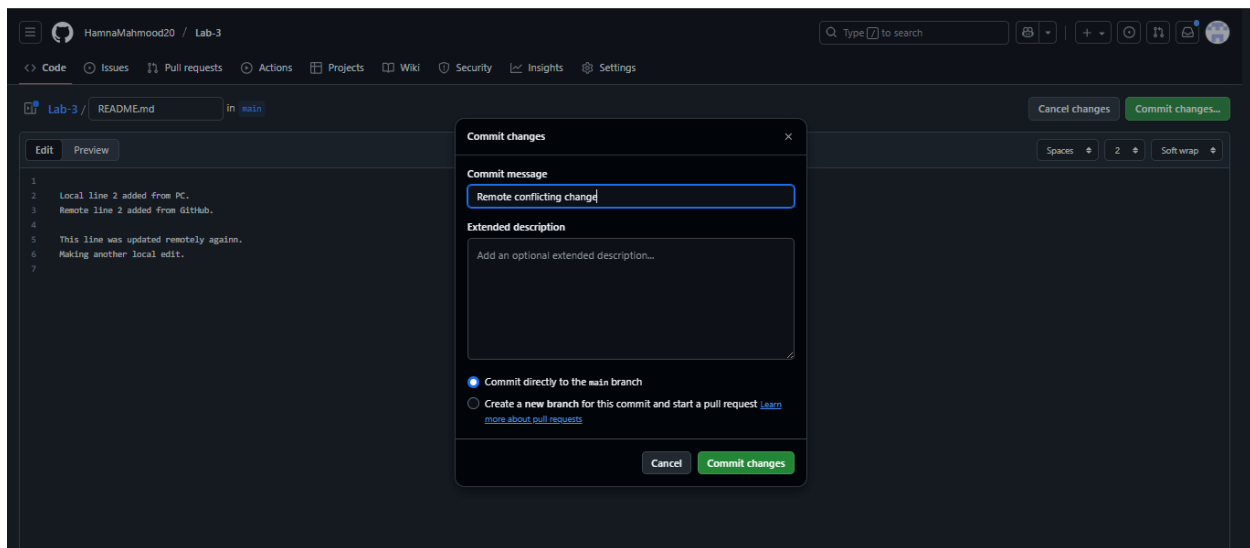 HamnaMahmood20 / Lab-3
Type / to search
<> Code Issues Pull requests Actions Projects Wiki Security Insights Settings
Lab-3 / README.md in main
Cancel changes Commit changes...
Edit Preview
Spaces 2 Soft wrap
1
2 Local line 2 added from PC.
3 Remote line 2 added from GitHub.
4
5 This line was updated remotely againn.
6 Making another local edit.
7
Commit changes
Commit message
Remote conflicting change
Extended description
Add an optional extended description...
Commit directly to the main branch
Create a new branch for this commit and start a pull request Learn
more about pull requests
Cancel Commit changes